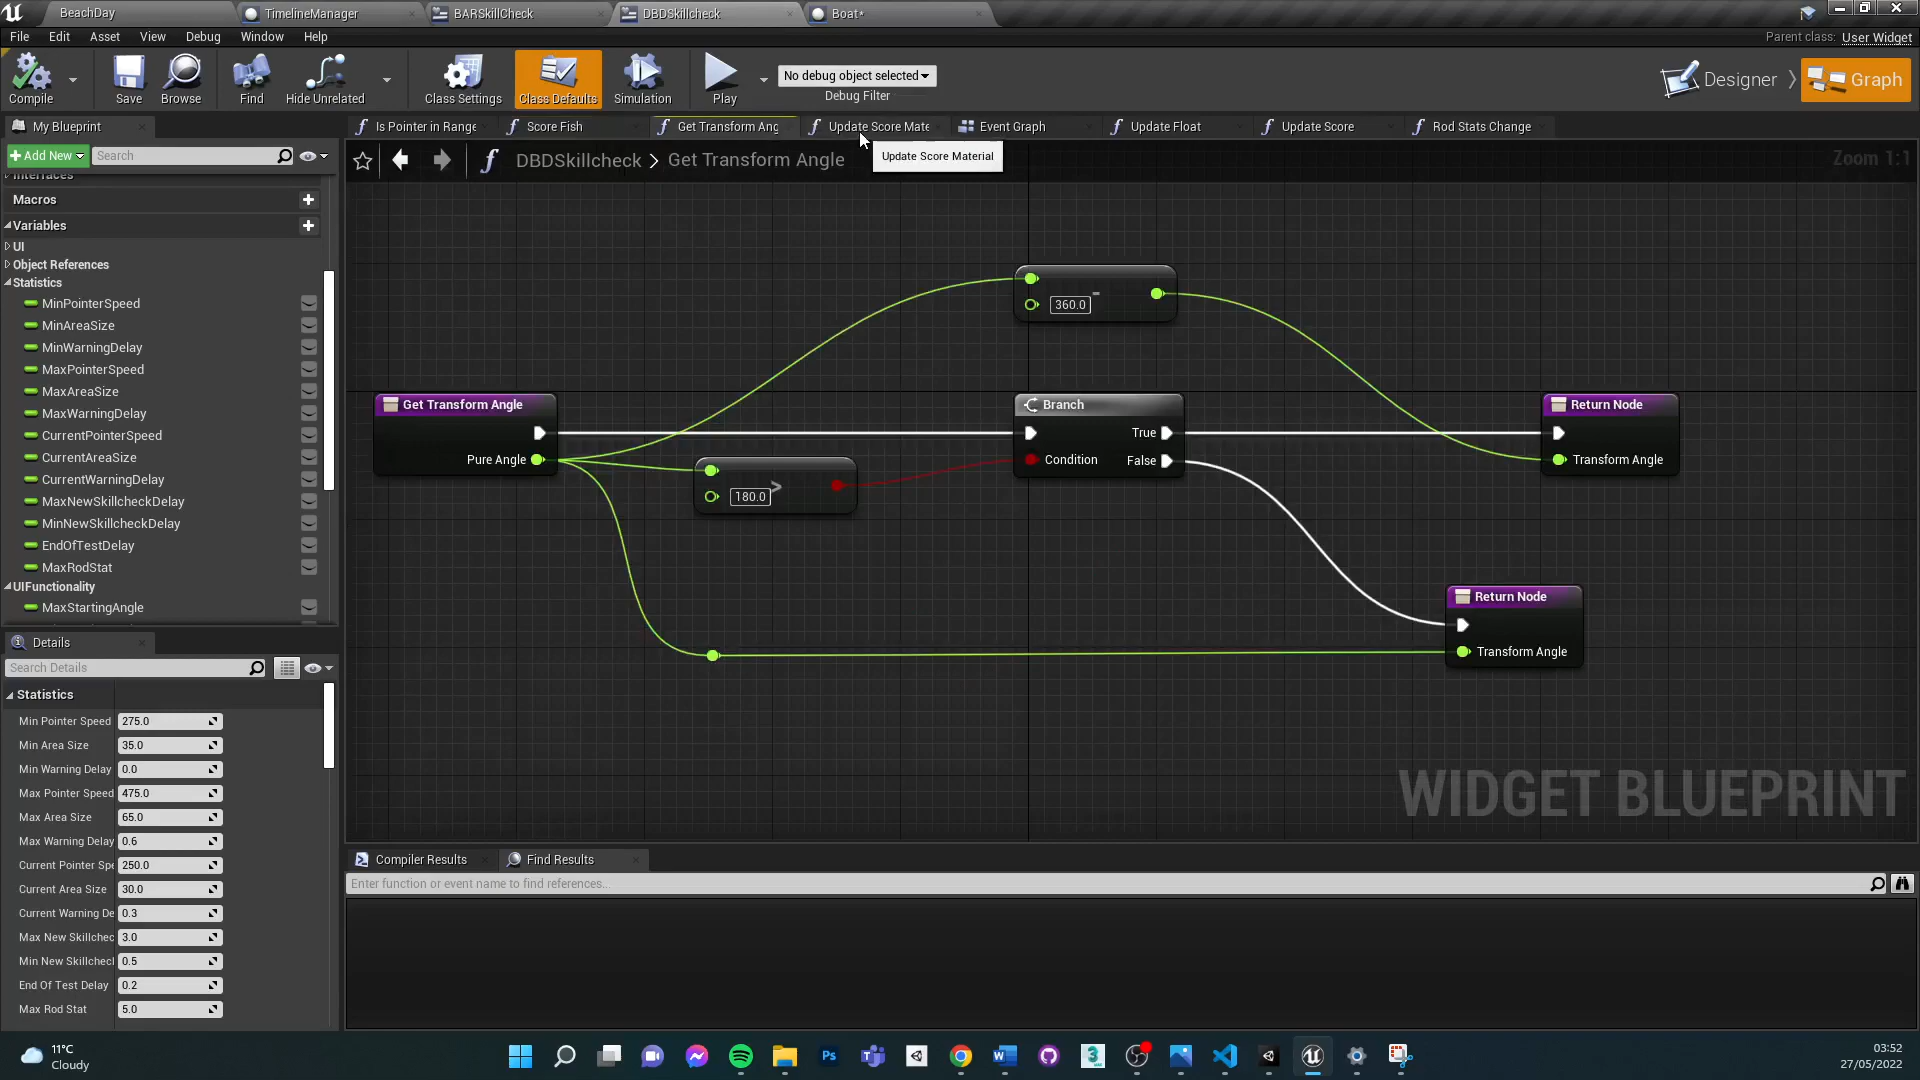 BeachDay
TimelineManager
BARSkillCheck
DBDSkillcheck
Boat*
File Edit Asset View Debug Window Help
Parent class: User Widget
Compile
Save
Browse
Find
Hide Unrelated
Class Settings
Class Defaults
Simulation
Play
No debug object selected
Debug Filter
Designer
Graph
My Blueprint
Is Pointer in Range
Score Fish
Get Transform Ang
Update Score Mate
Event Graph
Update Float
Update Score
Rod Stats Change
Add New
Search
DBDSkillcheck > Get Transform Angle
Update Score Material
Zoom 1:1
Interfaces
Macros
Variables
UI
Object References
Statistics
MinPointerSpeed
MinAreaSize
MinWarningDelay
MaxPointerSpeed
MaxAreaSize
MaxWarningDelay
CurrentPointerSpeed
CurrentAreaSize
CurrentWarningDelay
MaxNewSkillcheckDelay
MinNewSkillcheckDelay
EndOfTestDelay
MaxRodStat
UIFunctionality
MaxStartingAngle
360.0
-
Get Transform Angle
Pure Angle
180.0
>
Branch
True
Condition
False
Return Node
Transform Angle
Return Node
Transform Angle
WIDGET BLUEPRINT
Details
Search Details
Statistics
Min Pointer Speed 275.0
Min Area Size 35.0
Min Warning Delay 0.0
Max Pointer Speed 475.0
Max Area Size 65.0
Max Warning Delay 0.6
Current Pointer Spe 250.0
Current Area Size 30.0
Current Warning De 0.3
Max New Skillchec 3.0
Min New Skillchecl 0.5
End Of Test Delay 0.2
Max Rod Stat 5.0
Compiler Results
Find Results
Enter function or event name to find references...
11°C
Cloudy
Ps
03:52
27/05/2022